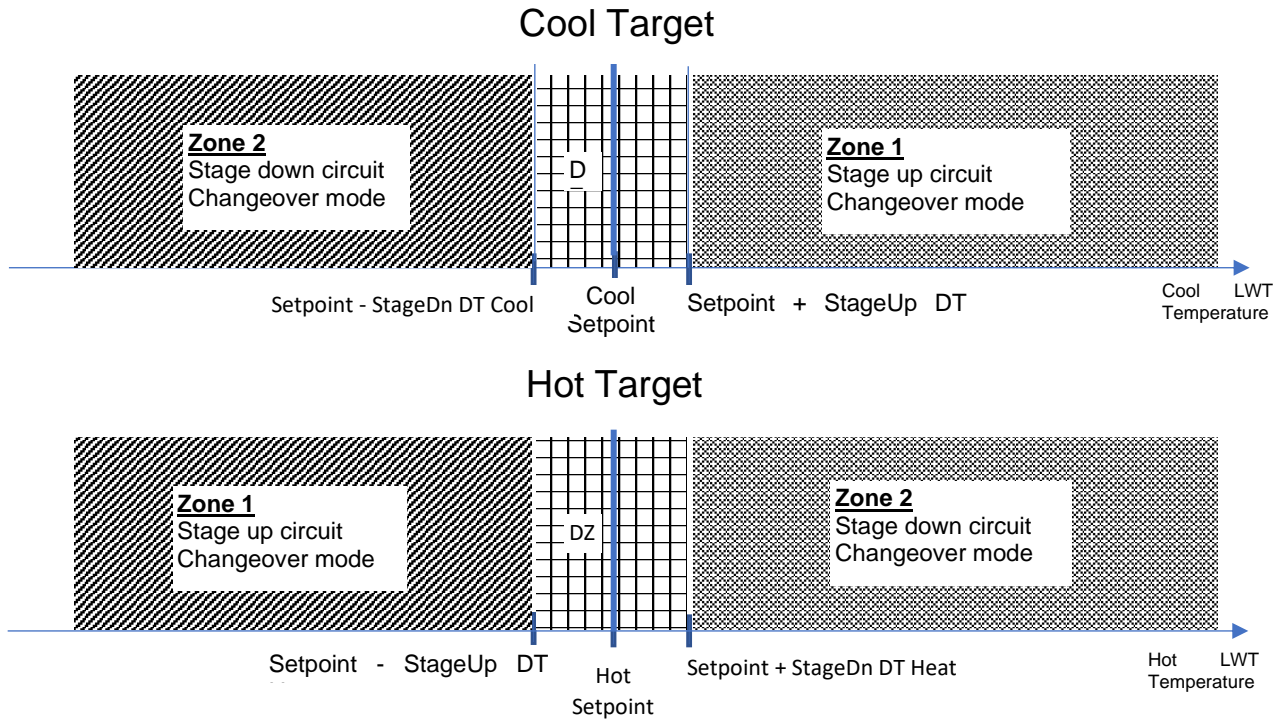 Cool Target
Zone 2
Stage down circuit
Changeover mode
D
Zone 1
Stage up circuit
Changeover mode
Setpoint - StageDn DT Cool
Cool
Setpoint
Setpoint + StageUp DT
Cool LWT
Temperature
Hot Target
Zone 1
Stage up circuit
Changeover mode
DZ
Zone 2
Stage down circuit
Changeover mode
Setpoint - StageUp DT
Hot
Setpoint
Setpoint + StageDn DT Heat
Hot LWT
Temperature